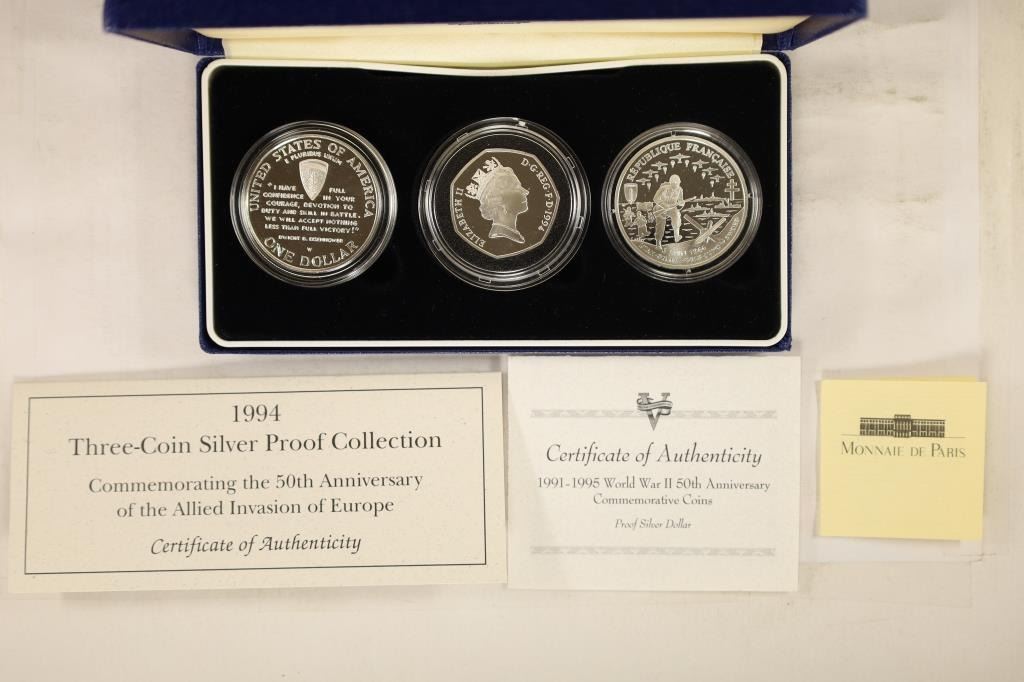 UNITED STATES OF AMERICA
E PLURIBUS UNUM
"I HAVE FULL
CONFIDENCE IN YOUR
COURAGE, DEVOTION TO
DUTY AND SKILL IN BATTLE.
WE WILL ACCEPT NOTHING
LESS THAN FULL VICTORY!"
DWIGHT D. EISENHOWER
W
ONE DOLLAR
ELIZABETH II
D·G·REG·F·D·1994
RÉPUBLIQUE FRANÇAISE
1994
Three-Coin Silver Proof Collection
Commemorating the 50th Anniversary
of the Allied Invasion of Europe
Certificate of Authenticity
V
Certificate of Authenticity
1991-1995 World War II 50th Anniversary
Commemorative Coins
Proof Silver Dollar
MONNAIE DE PARIS